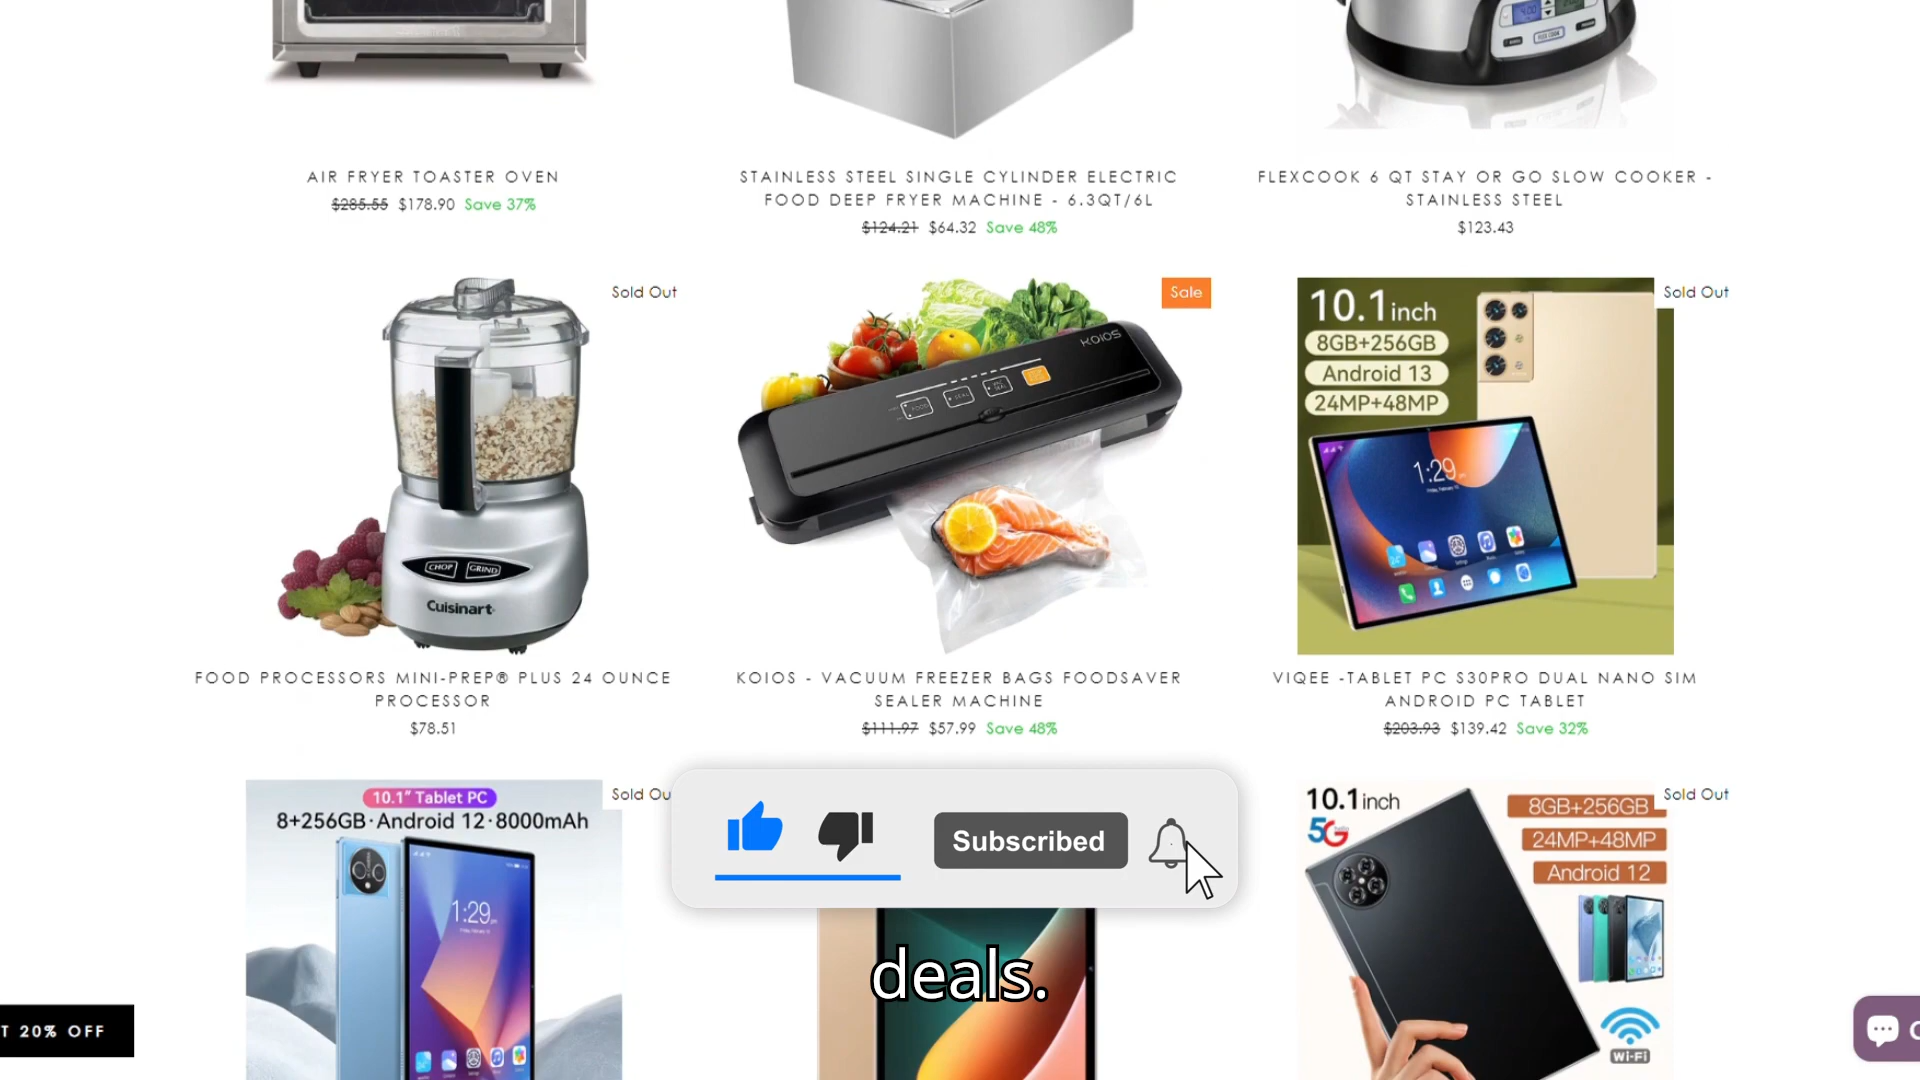 AIR FRYER TOASTER OVEN
$285.55 $178.90 Save 37%
STAINLESS STEEL SINGLE CYLINDER ELECTRIC
FOOD DEEP FRYER MACHINE - 6.3QT/6L
$124.21 $64.32 Save 48%
FLEX COOK
FLEXCOOK 6 QT STAY OR GO SLOW COOKER -
STAINLESS STEEL
$123.43
Sold Out
CHOP GRIND
Cuisinart
FOOD PROCESSORS MINI-PREP® PLUS 24 OUNCE
PROCESSOR
$78.51
Sale
KOIOS
KOIOS - VACUUM FREEZER BAGS FOODSAVER
SEALER MACHINE
$111.97 $57.99 Save 48%
Sold Out
10.1inch
8GB+256GB
Android 13
24MP+48MP
1:29
VIQEE -TABLET PC S30PRO DUAL NANO SIM
ANDROID PC TABLET
$203.93 $139.42 Save 32%
Sold Ou
10.1" Tablet PC
8+256GB·Android 12·8000mAh
1:29
Subscribed
Sold Out
10.1inch
5G
8GB+256GB
24MP+48MP
Android 12
Wi-Fi
deals.
T 20% OFF